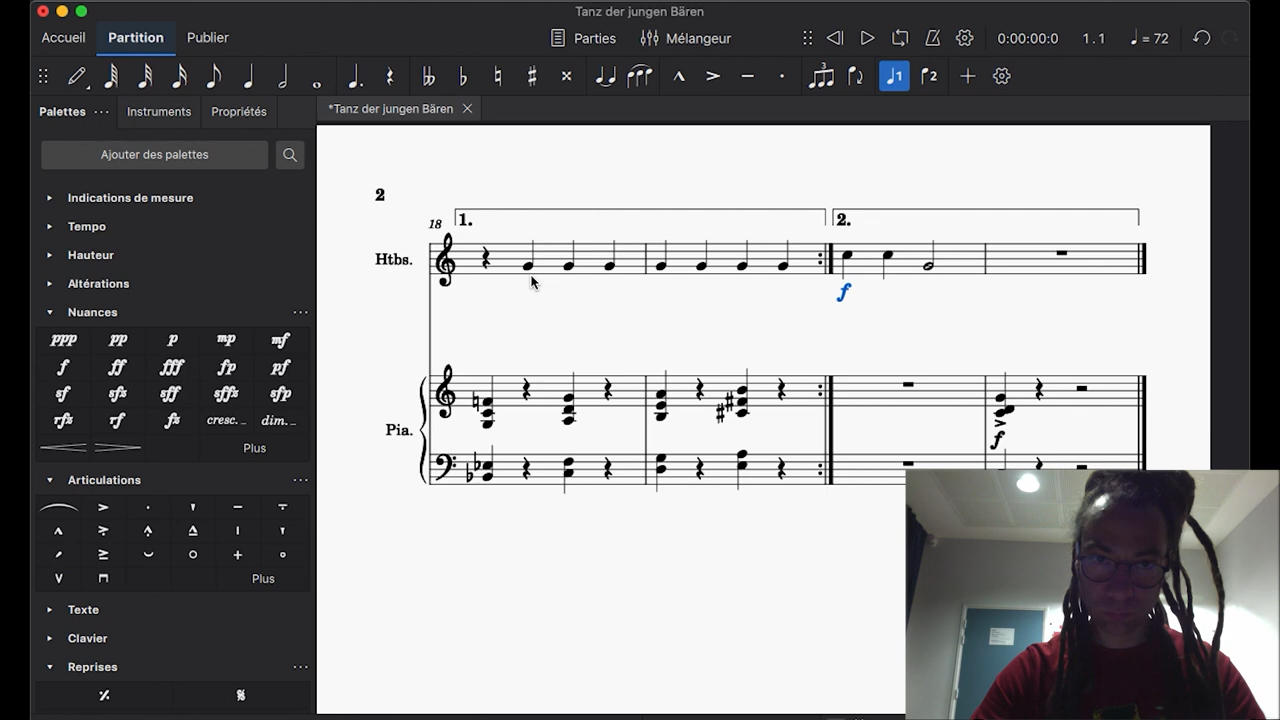 Tanz der jungen Bären
Accueil Partition Publier Parties Mélangeur 0:00:00:0 1. 1 = 72
3 1 2
Palettes ··· Instruments Propriétés *Tanz der jungen Bären
Ajouter des palettes
Indications de mesure
Tempo
Hauteur
Altérations
Nuances ···
ppp pp p mp mf
f ff fff fp pf
sf sfz sff sffz sfp
rfz rf fz cresc. _ dim. _
Plus
Articulations ···
Plus
Texte
Clavier
Reprises ···
2
18 1. 2.
Htbs.
f
Pia.
f